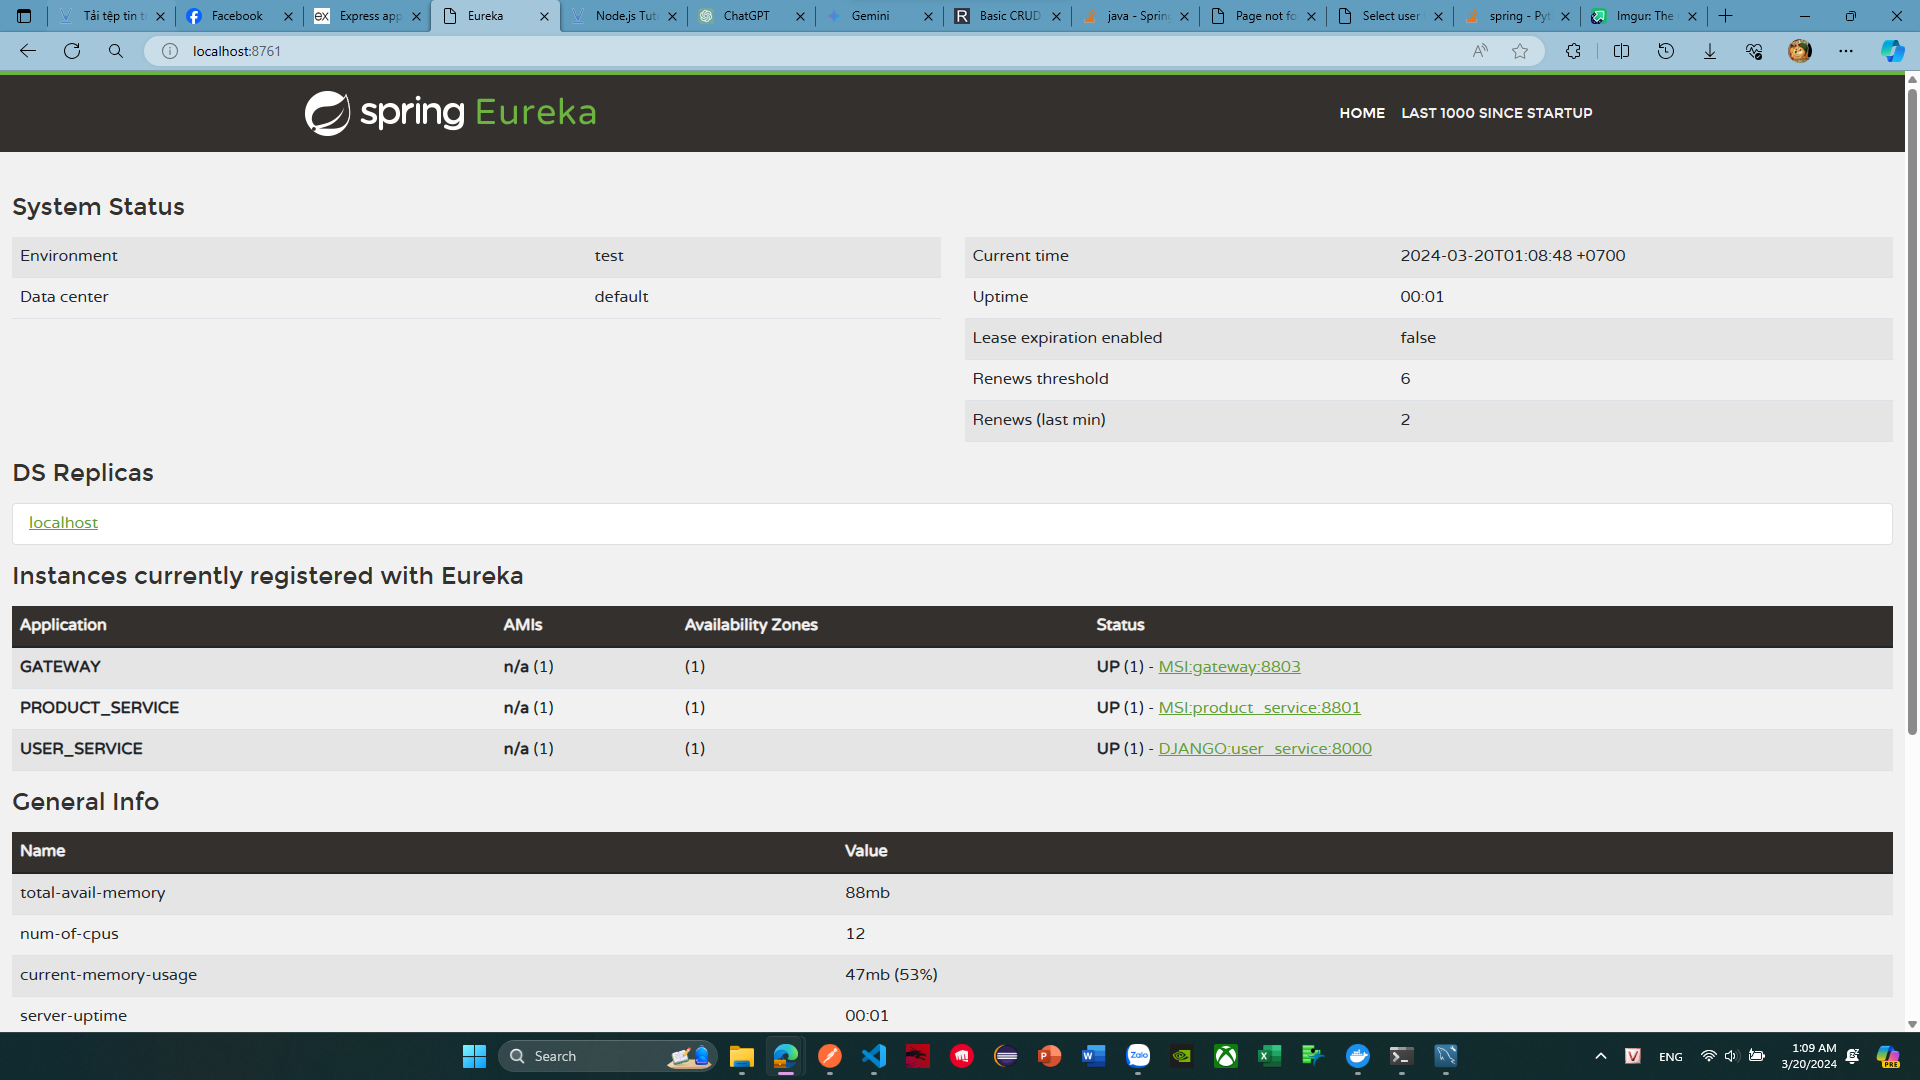 Tải tệp tin t
Facebook
Express app
Eureka
Node.js Tut
ChatGPT
Gemini
Basic CRUD
java - Spring
Page not fo
Select user
spring - Pyt
Imgur: The
localhost:8761
spring Eureka
HOME
LAST 1000 SINCE STARTUP
System Status
Environment test
Data center default
Current time 2024-03-20T01:08:48 +0700
Uptime 00:01
Lease expiration enabled false
Renews threshold 6
Renews (last min) 2
DS Replicas
localhost
Instances currently registered with Eureka
Application AMIs Availability Zones Status
GATEWAY n/a (1) (1) UP (1) - MSI:gateway:8803
PRODUCT_SERVICE n/a (1) (1) UP (1) - MSI:product_service:8801
USER_SERVICE n/a (1) (1) UP (1) - DJANGO:user_service:8000
General Info
Name Value
total-avail-memory 88mb
num-of-cpus 12
current-memory-usage 47mb (53%)
server-uptime 00:01
Search
Zalo
ENG
1:09 AM
3/20/2024
PRE